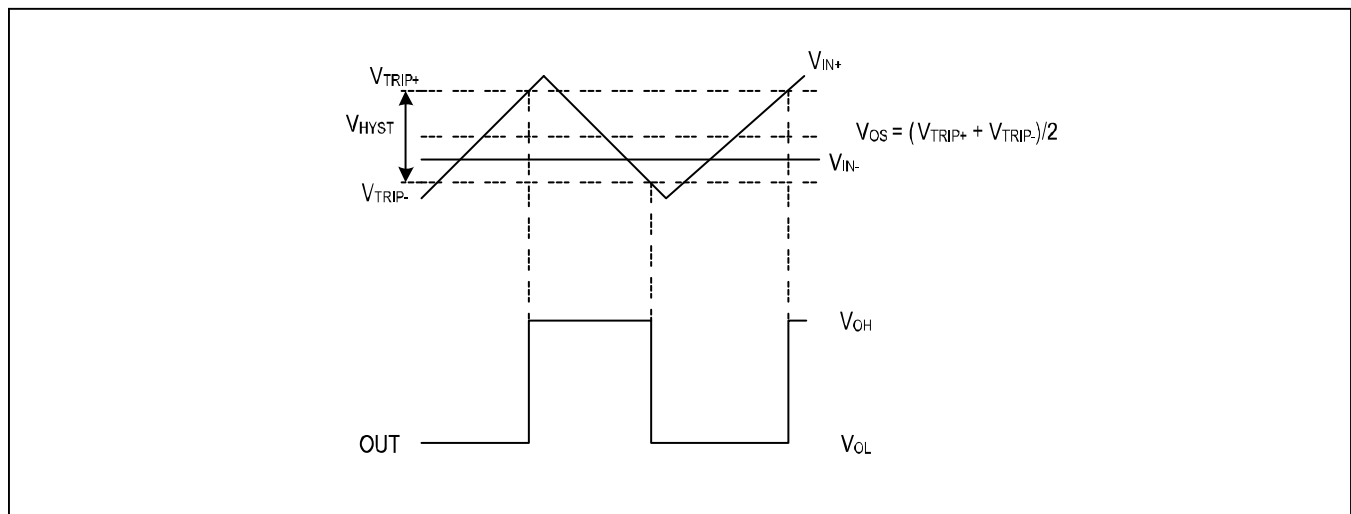 VTRIP+
VIN+
VHYST
VOS = (VTRIP+ + VTRIP-)/2
VIN-
VTRIP-
VOH
OUT
VOL